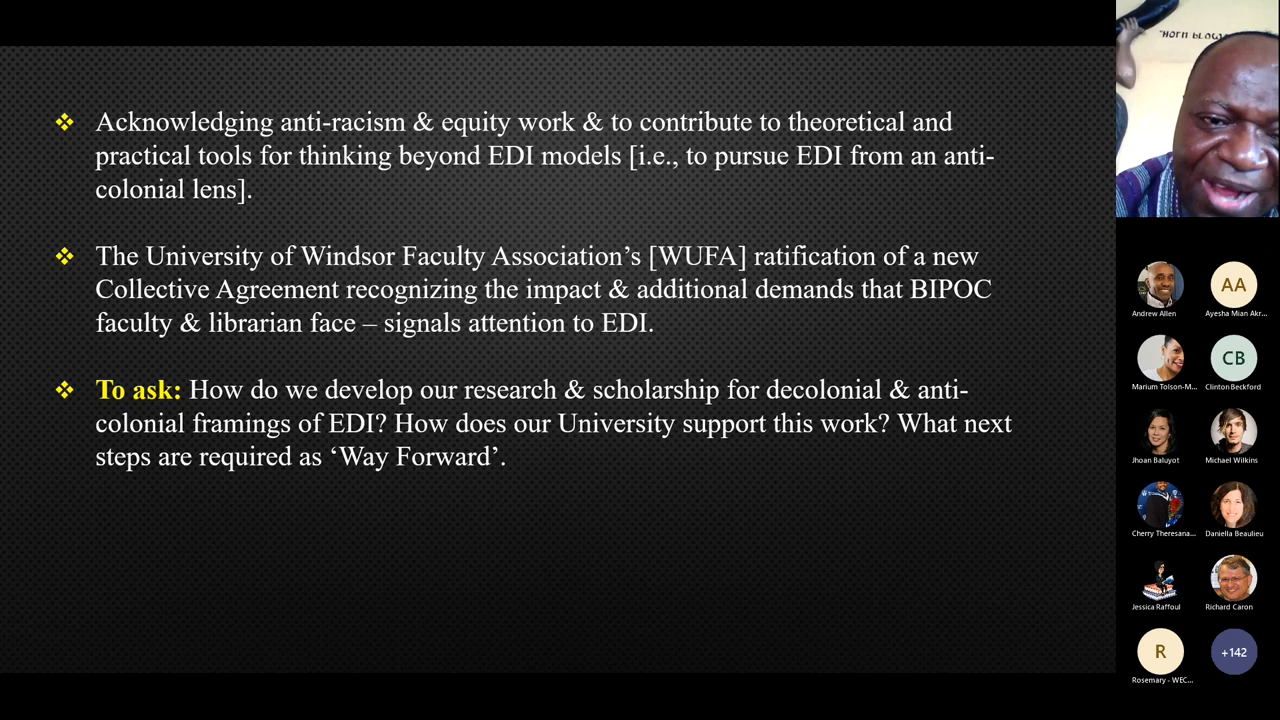 Acknowledging anti-racism & equity work & to contribute to theoretical and
practical tools for thinking beyond EDI models [i.e., to pursue EDI from an anti-
colonial lens].
The University of Windsor Faculty Association’s [WUFA] ratification of a new
Collective Agreement recognizing the impact & additional demands that BIPOC
faculty & librarian face – signals attention to EDI.
To ask: How do we develop our research & scholarship for decolonial & anti-
colonial framings of EDI? How does our University support this work? What next
steps are required as ‘Way Forward’.
Andrew Allen
AA
Ayesha Mian Akr...
Marium Tolson-M...
CB
Clinton Beckford
Jhoan Baluyot
Michael Wilkins
Cherry Theresana...
Daniella Beaulieu
Jessica Raffoul
Richard Caron
R
Rosemary - WEC...
+142